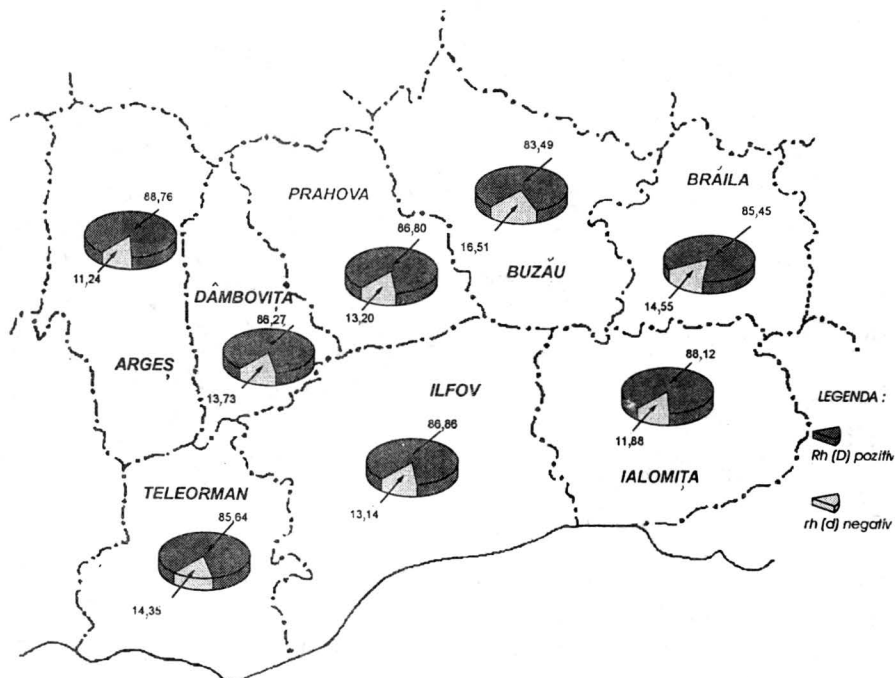 83,49
PRAHOVA
BRĂILA
88,76
85,45
86,80
16,51
11,24
BUZĂU
DÂMBOVIȚA
13,20
14,55
86,27
88,12
ARGEȘ
13,73
ILFOV
LEGENDA :
86,86
11,88
Rh (D) pozitiv
IALOMIȚA
TELEORMAN
13,14
rh (d) negativ
85,64
14,35